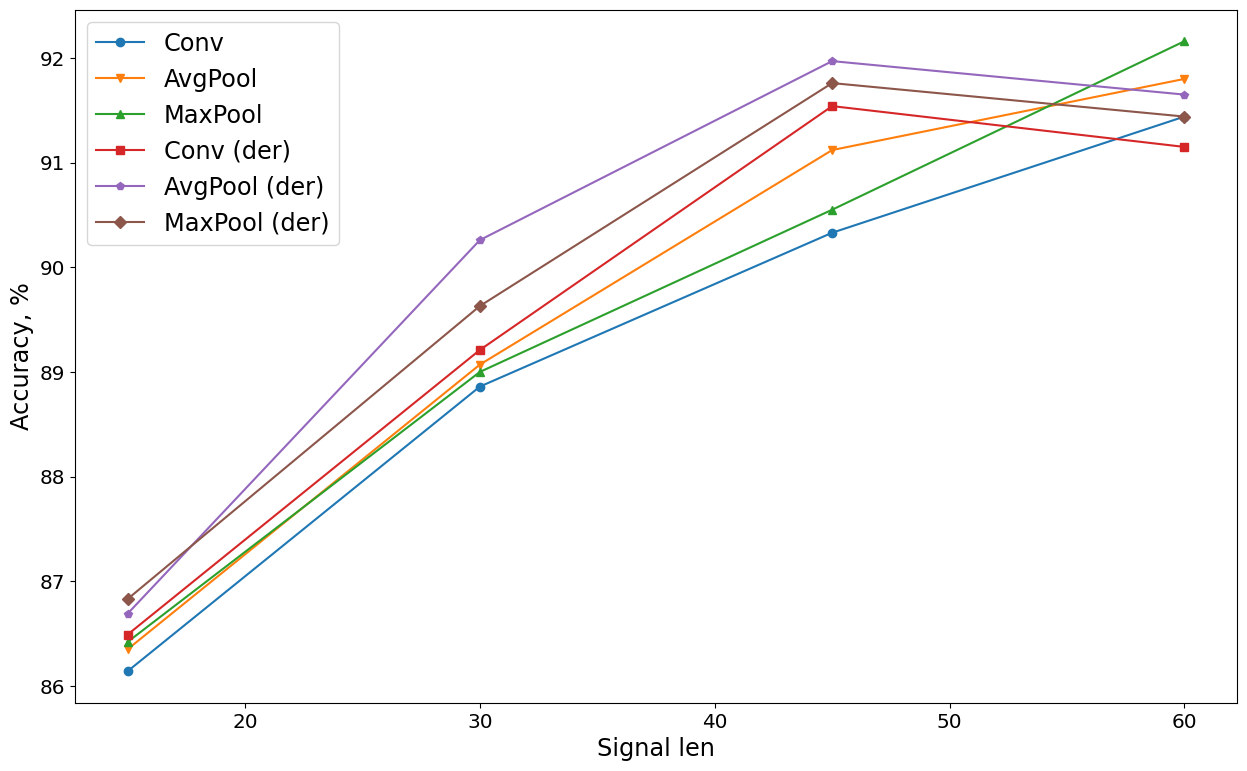 Conv
AvgPool
MaxPool
Conv (der)
AvgPool (der)
MaxPool (der)
92
91
90
89
88
87
86
Accuracy, %
20 30 40 50 60
Signal len